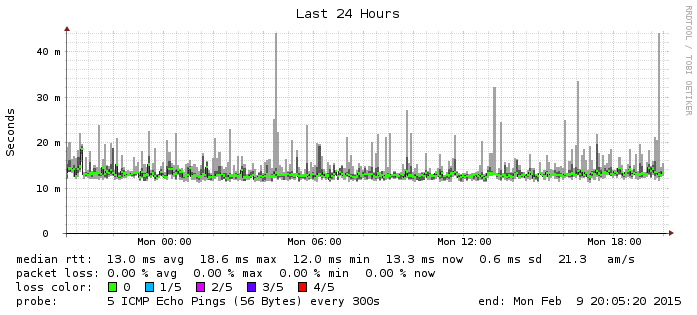 Last 24 Hours
RRDTOOL / TOBI OETIKER
Seconds
40 m
30 m
20 m
10 m
0
Mon 00:00 Mon 06:00 Mon 12:00 Mon 18:00
median rtt: 13.0 ms avg 18.6 ms max 12.0 ms min 13.3 ms now 0.6 ms sd 21.3 am/s
packet loss: 0.00 % avg 0.00 % max 0.00 % min 0.00 % now
loss color: 0 1/5 2/5 3/5 4/5
probe: 5 ICMP Echo Pings (56 Bytes) every 300s end: Mon Feb 9 20:05:20 2015